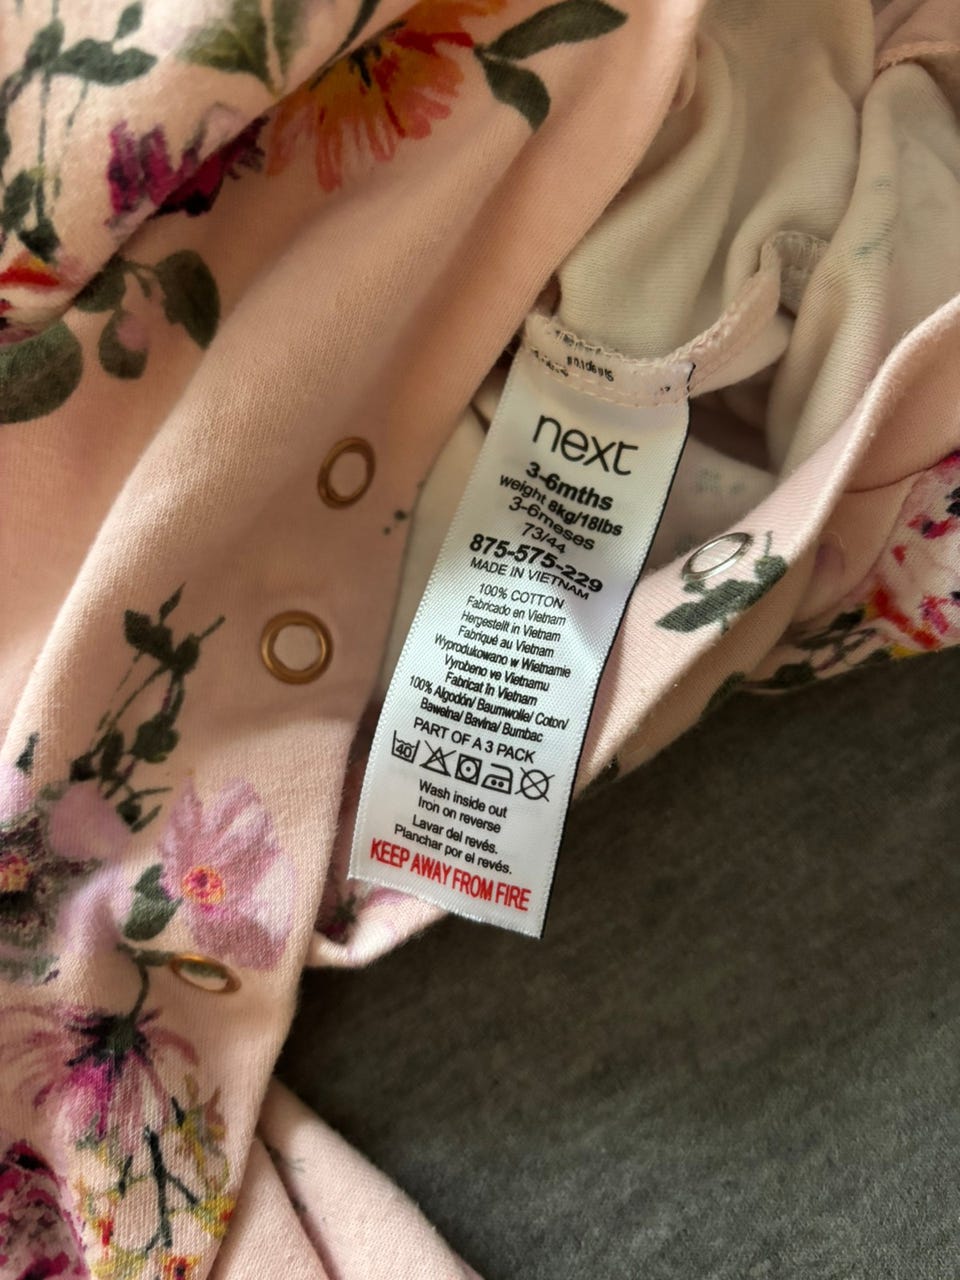 next
3-6mths
weight 8kg/18lbs
3-6meses
73/44
875-575-229
MADE IN VIETNAM
100% COTTON
Fabricado en Vietnam
Hergestellt in Vietnam
Fabriqué au Vietnam
Wyprodukowano w Wietnamie
Vyrobeno ve Vietnamu
Fabricat în Vietnam
100% Algodón/ Baumwolle/ Coton/
Bawełna/ Bavlna/ Bumbac
PART OF A 3 PACK
40
Wash inside out
Iron on reverse
Lavar del revés.
Planchar por el revés.
KEEP AWAY FROM FIRE